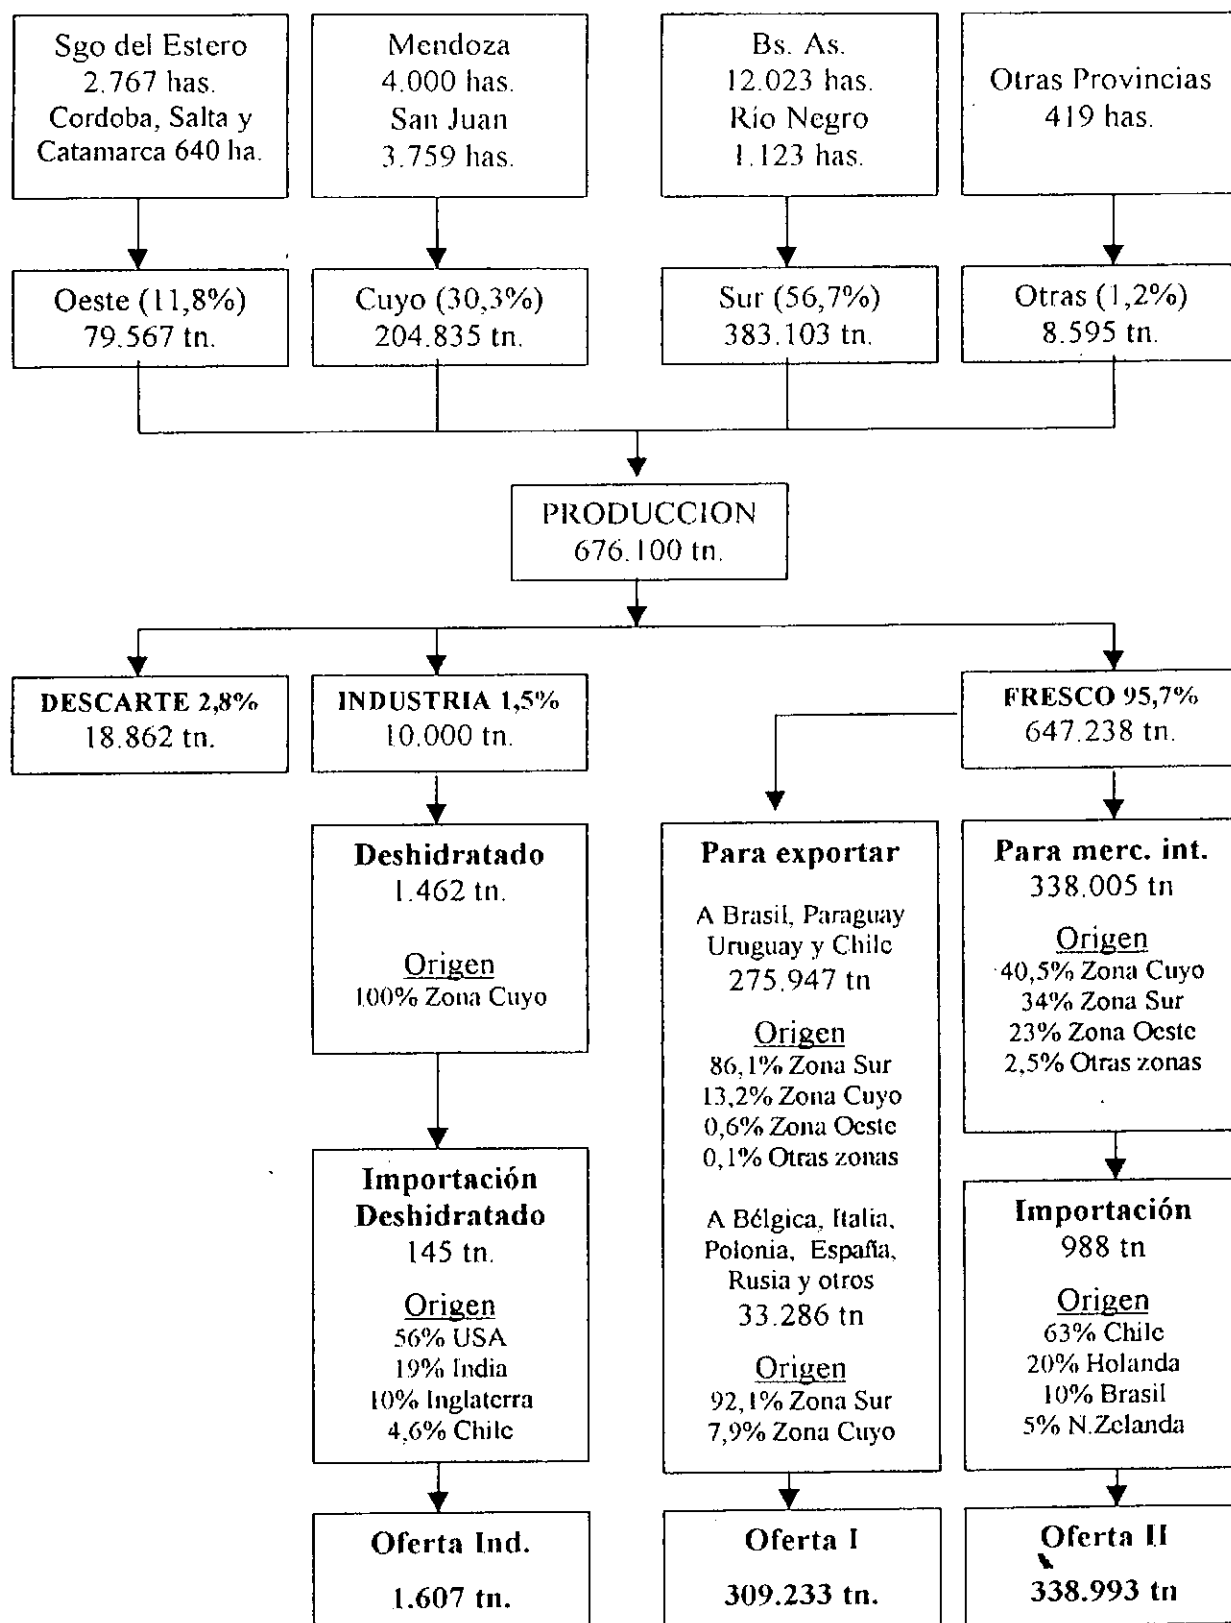 Sgo del Estero
2.767 has.
Cordoba, Salta y
Catamarca 640 ha.
Mendoza
4.000 has.
San Juan
3.759 has.
Bs. As.
12.023 has.
Río Negro
1.123 has.
Otras Provincias
419 has.
Oeste (11,8%)
79.567 tn.
Cuyo (30,3%)
204.835 tn.
Sur (56,7%)
383.103 tn.
Otras (1,2%)
8.595 tn.
PRODUCCION
676.100 tn.
DESCARTE 2,8%
18.862 tn.
INDUSTRIA 1,5%
10.000 tn.
FRESCO 95,7%
647.238 tn.
Deshidratado
1.462 tn.
Origen
100% Zona Cuyo
Para exportar
A Brasil, Paraguay
Uruguay y Chile
275.947 tn
Origen
86,1% Zona Sur
13,2% Zona Cuyo
0,6% Zona Oeste
0,1% Otras zonas
A Bélgica, Italia,
Polonia, España,
Rusia y otros
33.286 tn
Origen
92,1% Zona Sur
7,9% Zona Cuyo
Para merc. int.
338.005 tn
Origen
40,5% Zona Cuyo
34% Zona Sur
23% Zona Oeste
2,5% Otras zonas
Importación
Deshidratado
145 tn.
Origen
56% USA
19% India
10% Inglaterra
4,6% Chile
Importación
988 tn
Origen
63% Chile
20% Holanda
10% Brasil
5% N.Zelanda
Oferta Ind.
1.607 tn.
Oferta I
309.233 tn.
Oferta II
338.993 tn